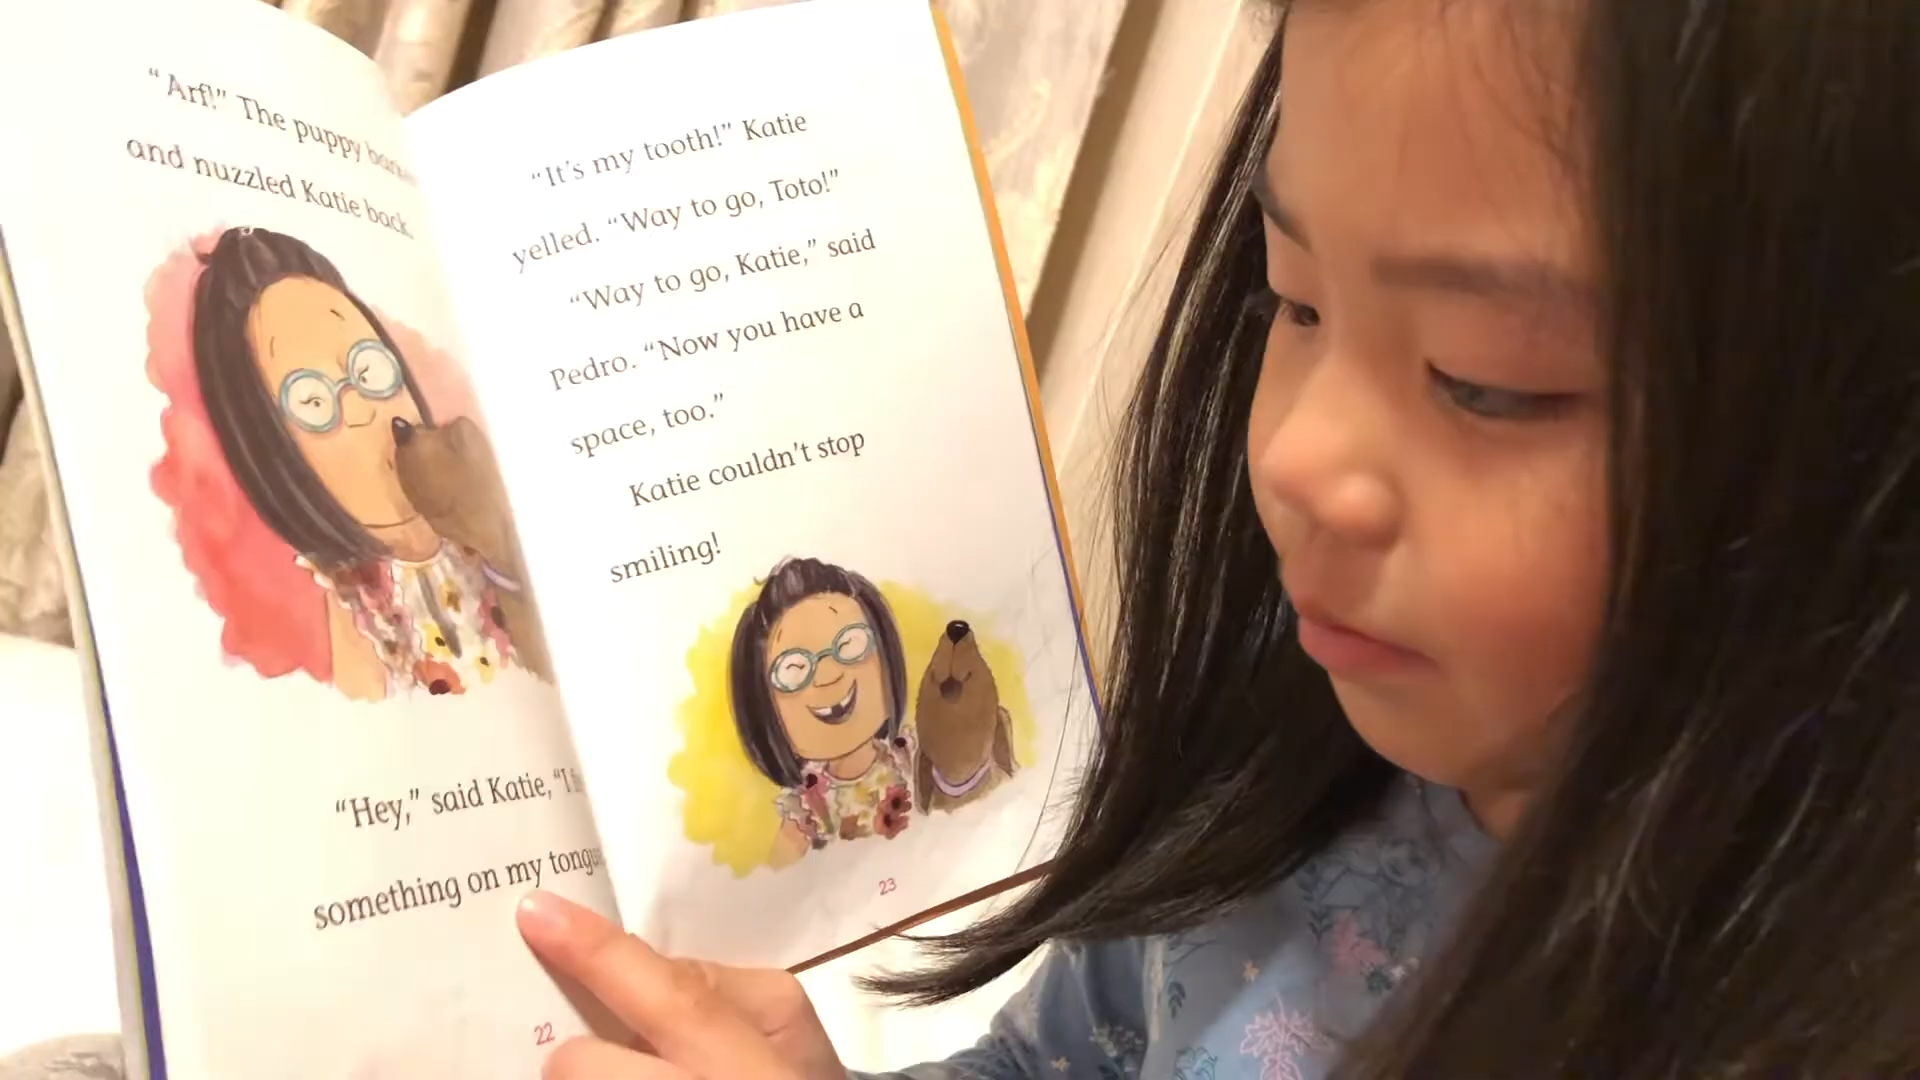 “Arf!” The puppy
and nuzzled Katie back.
“Hey,” said Katie, “I
something on my
22
“It’s my tooth!” Katie
yelled. “Way to go, Toto!”
“Way to go, Katie,” said
Pedro. “Now you have a
space, too.”
Katie couldn’t stop
smiling!
23